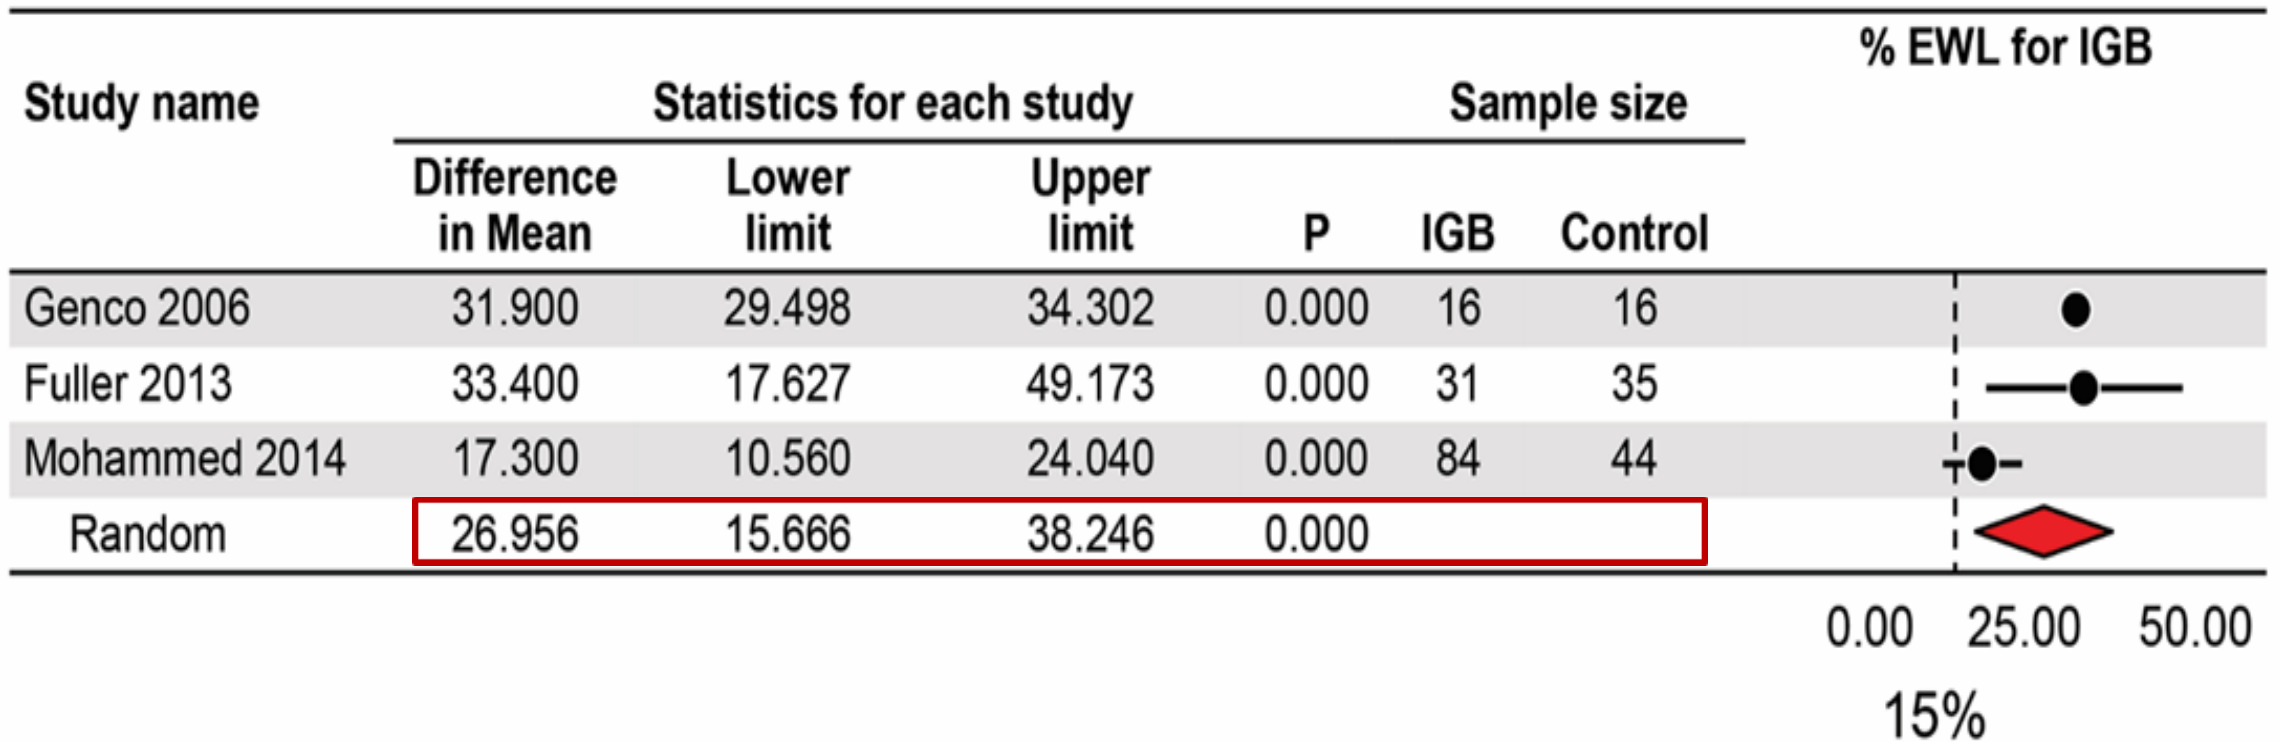 % EWL for IGB
Study name Statistics for each study Sample size
Difference in Mean Lower limit Upper limit P IGB Control
Genco 2006 31.900 29.498 34.302 0.000 16 16
Fuller 2013 33.400 17.627 49.173 0.000 31 35
Mohammed 2014 17.300 10.560 24.040 0.000 84 44
Random 26.956 15.666 38.246 0.000
0.00 25.00 50.00
15%